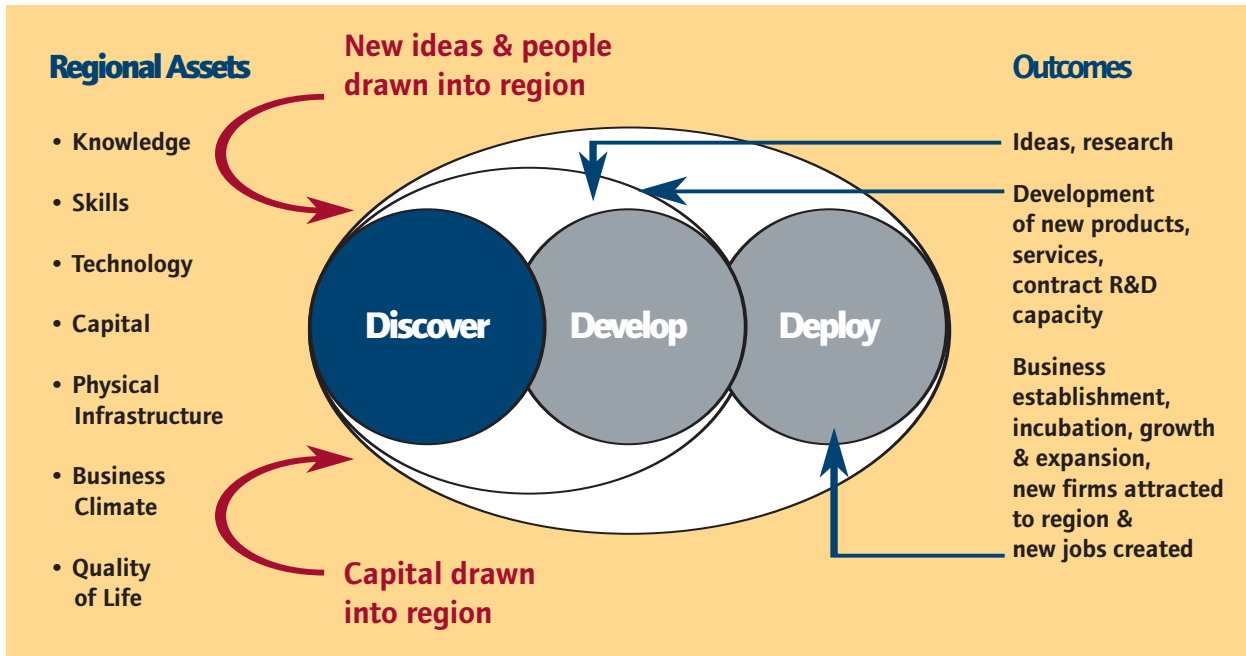 Regional Assets
• Knowledge
• Skills
• Technology
• Capital
• Physical
Infrastructure
• Business
Climate
• Quality
of Life
New ideas & people
drawn into region
Capital drawn
into region
Discover
Develop
Deploy
Outcomes
Ideas, research
Development
of new products,
services,
contract R&D
capacity
Business
establishment,
incubation, growth
& expansion,
new firms attracted
to region &
new jobs created